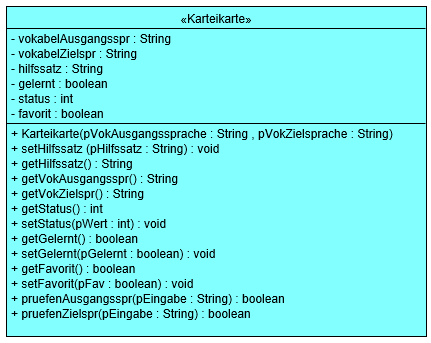 «Karteikarte»
- vokabelAusgangsspr : String
- vokabelZielspr : String
- hilfssatz : String
- gelernt : boolean
- status : int
- favorit : boolean
+ Karteikarte(pVokAusgangssprache : String , pVokZielsprache : String)
+ setHilfssatz (pHilfssatz : String) : void
+ getHilfssatz() : String
+ getVokAusgangsspr() : String
+ getVokZielspr() : String
+ getStatus() : int
+ setStatus(pWert : int) : void
+ getGelernt() : boolean
+ setGelernt(pGelernt : boolean) : void
+ getFavorit() : boolean
+ setFavorit(pFav : boolean) : void
+ pruefenAusgangsspr(pEingabe : String) : boolean
+ pruefenZielspr(pEingabe : String) : boolean